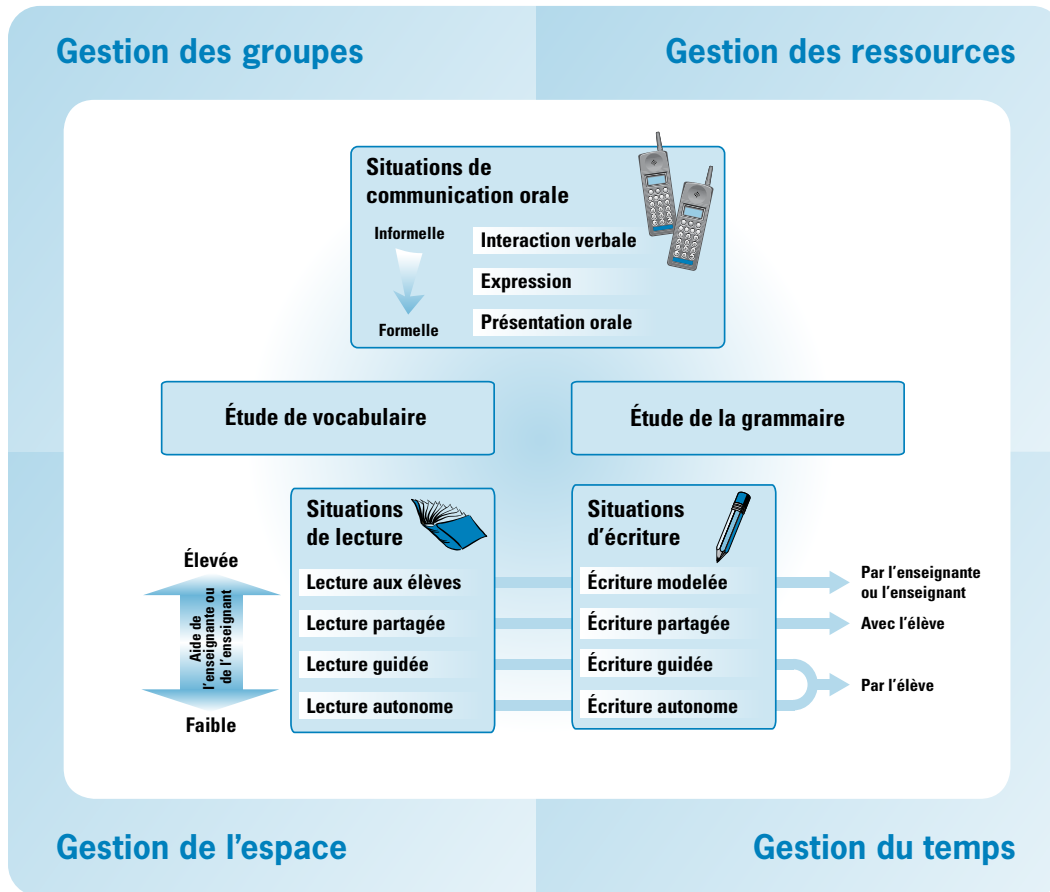 Gestion des groupes
Gestion des ressources
Situations de
communication orale
Informelle
Formelle
Interaction verbale
Expression
Présentation orale
Étude de vocabulaire
Étude de la grammaire
Élevée
Aide de
l'enseignante ou
de l'enseignant
Faible
Situations
de lecture
Lecture aux élèves
Lecture partagée
Lecture guidée
Lecture autonome
Situations
d'écriture
Écriture modelée
Écriture partagée
Écriture guidée
Écriture autonome
Par l'enseignante
ou l'enseignant
Avec l'élève
Par l'élève
Gestion de l'espace
Gestion du temps